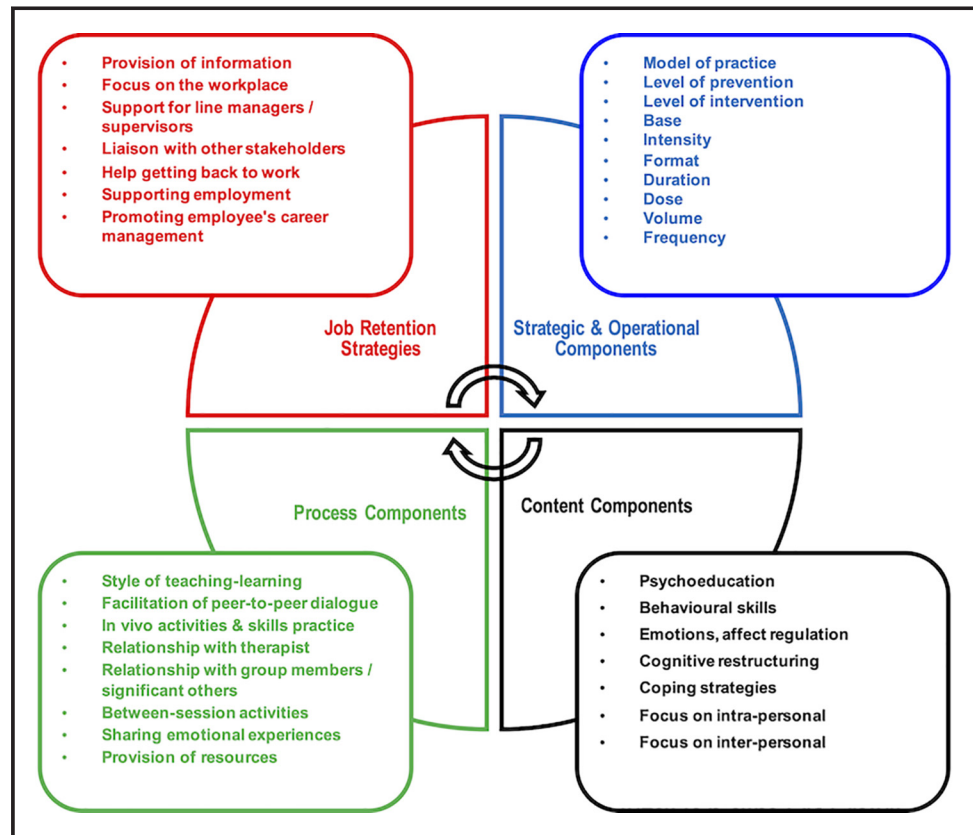 • Provision of information
• Focus on the workplace
• Support for line managers /
supervisors
• Liaison with other stakeholders
• Help getting back to work
• Supporting employment
• Promoting employee's career
management
• Model of practice
• Level of prevention
• Level of intervention
• Base
• Intensity
• Format
• Duration
• Dose
• Volume
• Frequency
Job Retention
Strategies
Strategic & Operational
Components
Process Components
Content Components
• Style of teaching-learning
• Facilitation of peer-to-peer dialogue
• In vivo activities & skills practice
• Relationship with therapist
• Relationship with group members /
significant others
• Between-session activities
• Sharing emotional experiences
• Provision of resources
• Psychoeducation
• Behavioural skills
• Emotions, affect regulation
• Cognitive restructuring
• Coping strategies
• Focus on intra-personal
• Focus on inter-personal